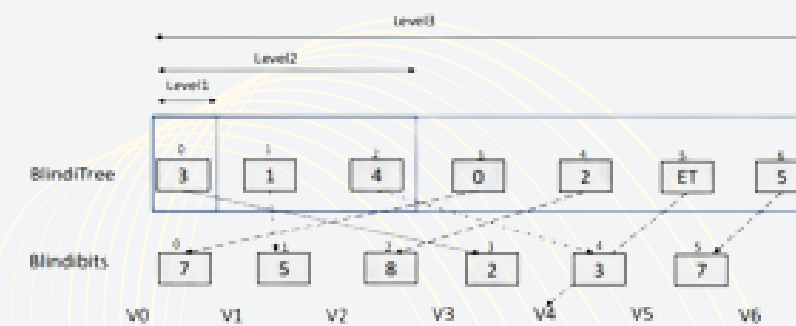 Level3
Level2
Level1
0 1 2 3 4 5 6
BlindiTree 3 1 4 0 2 ET 5
0 1 2 3 4 5
Blindibits 7 5 8 2 3 7
V0 V1 V2 V3 V4 V5 V6